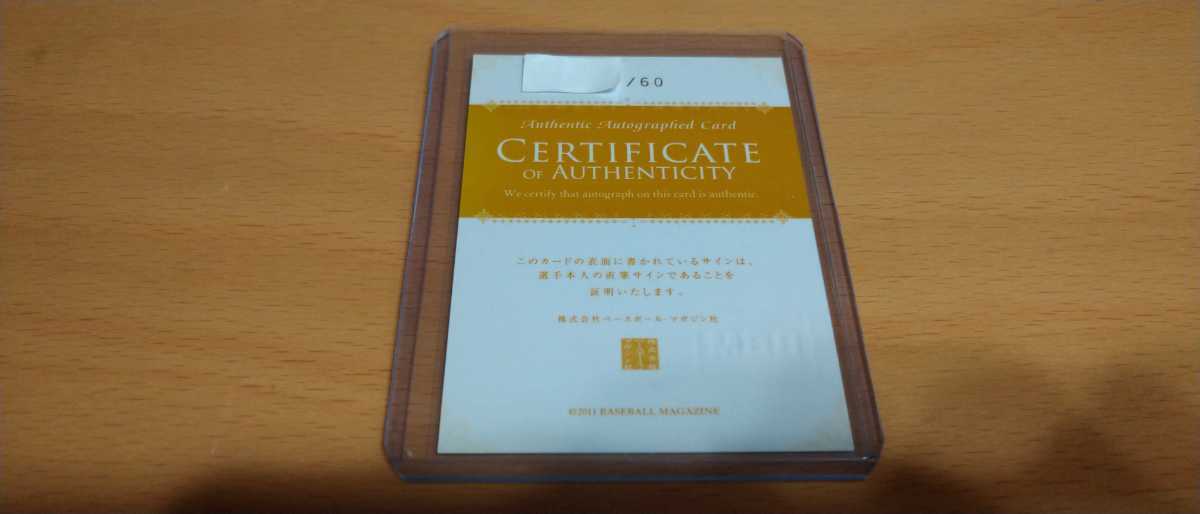 /60
Authentic Autographed Card
CERTIFICATE
OF AUTHENTICITY
We certify that autograph on this card is authentic.
このカードの表面に書かれているサインは、
選手本人の直筆サインであることを
証明いたします。
株式会社ベースボール・マガジン社
©2011 BASEBALL MAGAZINE